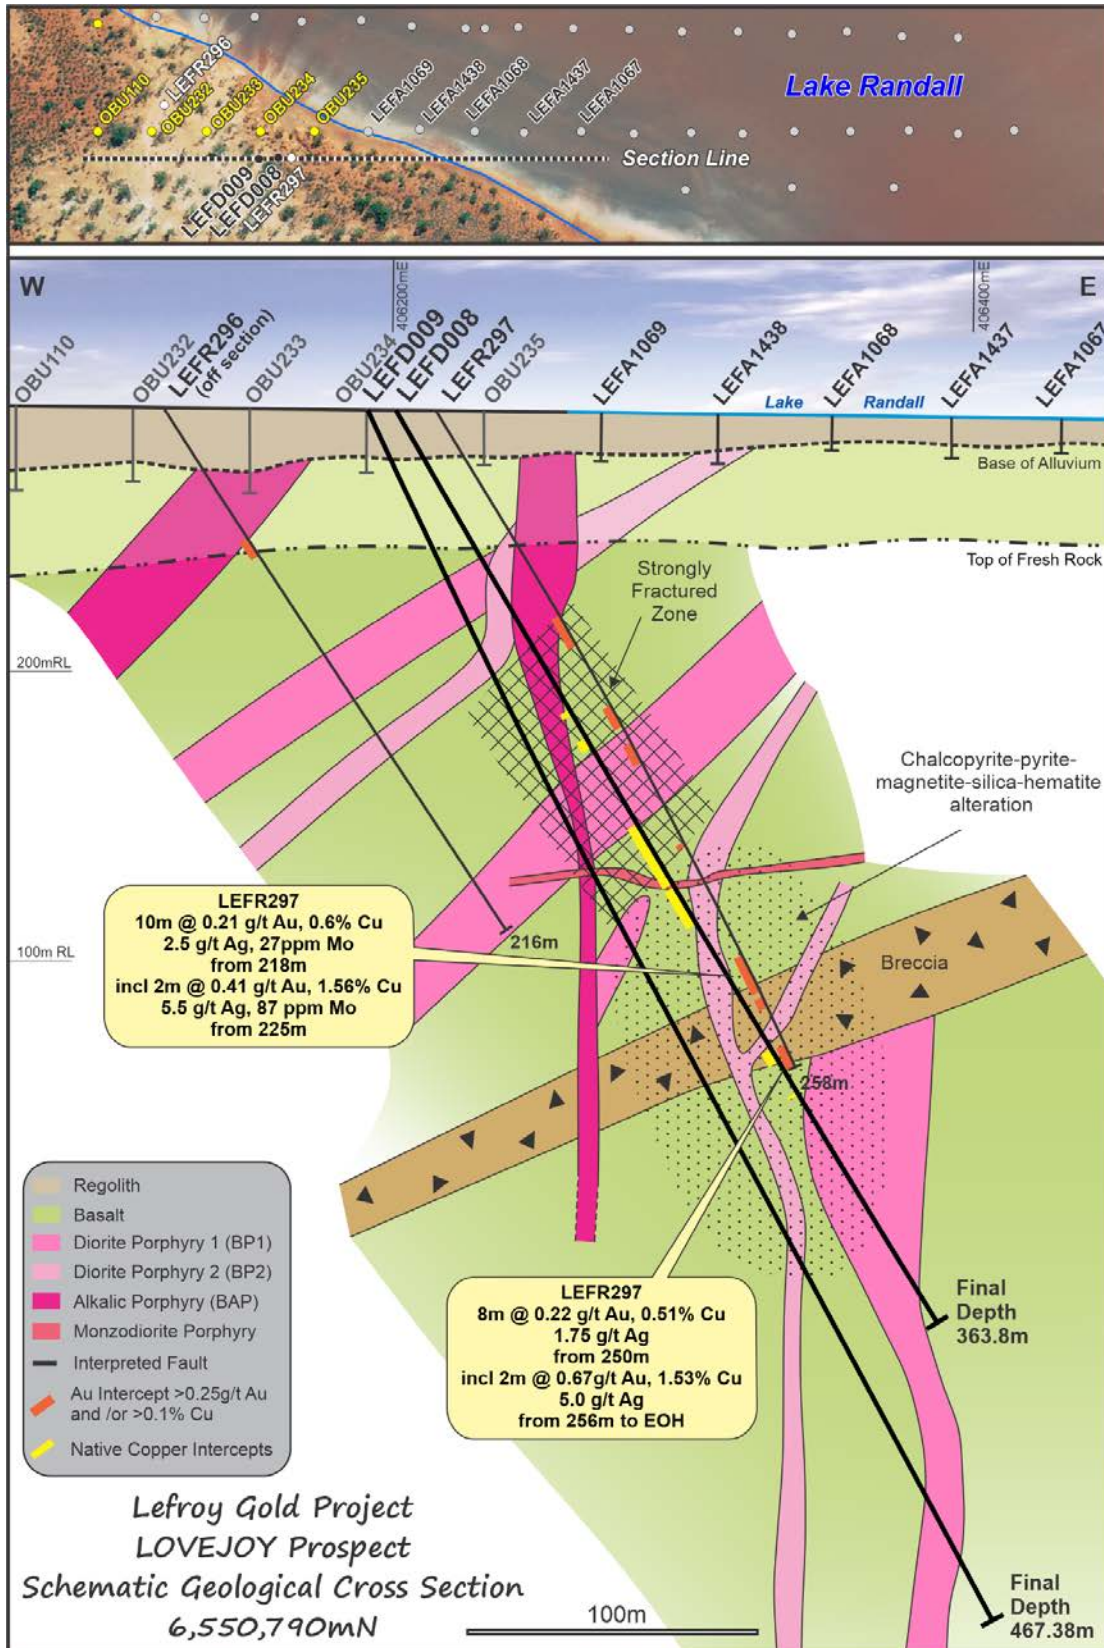 OBU110
LEFR296
OBU232
OBU233
OBU234
OBU235
LEFA1069
LEFA1438
LEFA1068
LEFA1437
LEFA1067
Lake Randall
Section Line
LEFD009
LEFD008
LEFR297
W
E
406200mE
406400mE
OBU110
OBU232
LEFR296
(off section)
OBU233
OBU234
LEFD009
LEFD008
LEFR297
OBU235
LEFA1069
LEFA1438
LEFA1068
LEFA1437
LEFA1067
Lake Randall
Base of Alluvium
Top of Fresh Rock
Strongly
Fractured
Zone
200mRL
Chalcopyrite-pyrite-
magnetite-silica-hematite
alteration
LEFR297
10m @ 0.21 g/t Au, 0.6% Cu
2.5 g/t Ag, 27ppm Mo
from 218m
incl 2m @ 0.41 g/t Au, 1.56% Cu
5.5 g/t Ag, 87 ppm Mo
from 225m
216m
100m RL
Breccia
258m
Regolith
Basalt
Diorite Porphyry 1 (BP1)
Diorite Porphyry 2 (BP2)
Alkalic Porphyry (BAP)
Monzodiorite Porphyry
Interpreted Fault
Au Intercept >0.25g/t Au
and /or >0.1% Cu
Native Copper Intercepts
LEFR297
8m @ 0.22 g/t Au, 0.51% Cu
1.75 g/t Ag
from 250m
incl 2m @ 0.67g/t Au, 1.53% Cu
5.0 g/t Ag
from 256m to EOH
Final
Depth
363.8m
Lefroy Gold Project
LOVEJOY Prospect
Schematic Geological Cross Section
6,550,790mN
100m
Final
Depth
467.38m